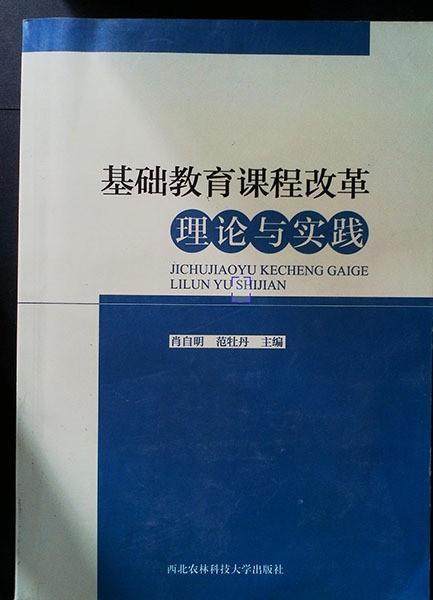 基础教育课程改革
理论与实践
JICHUJIAOYU KECHENG GAIGE
LILUN YU SHIJIAN
肖自明 范牡丹 主编
西北农林科技大学出版社